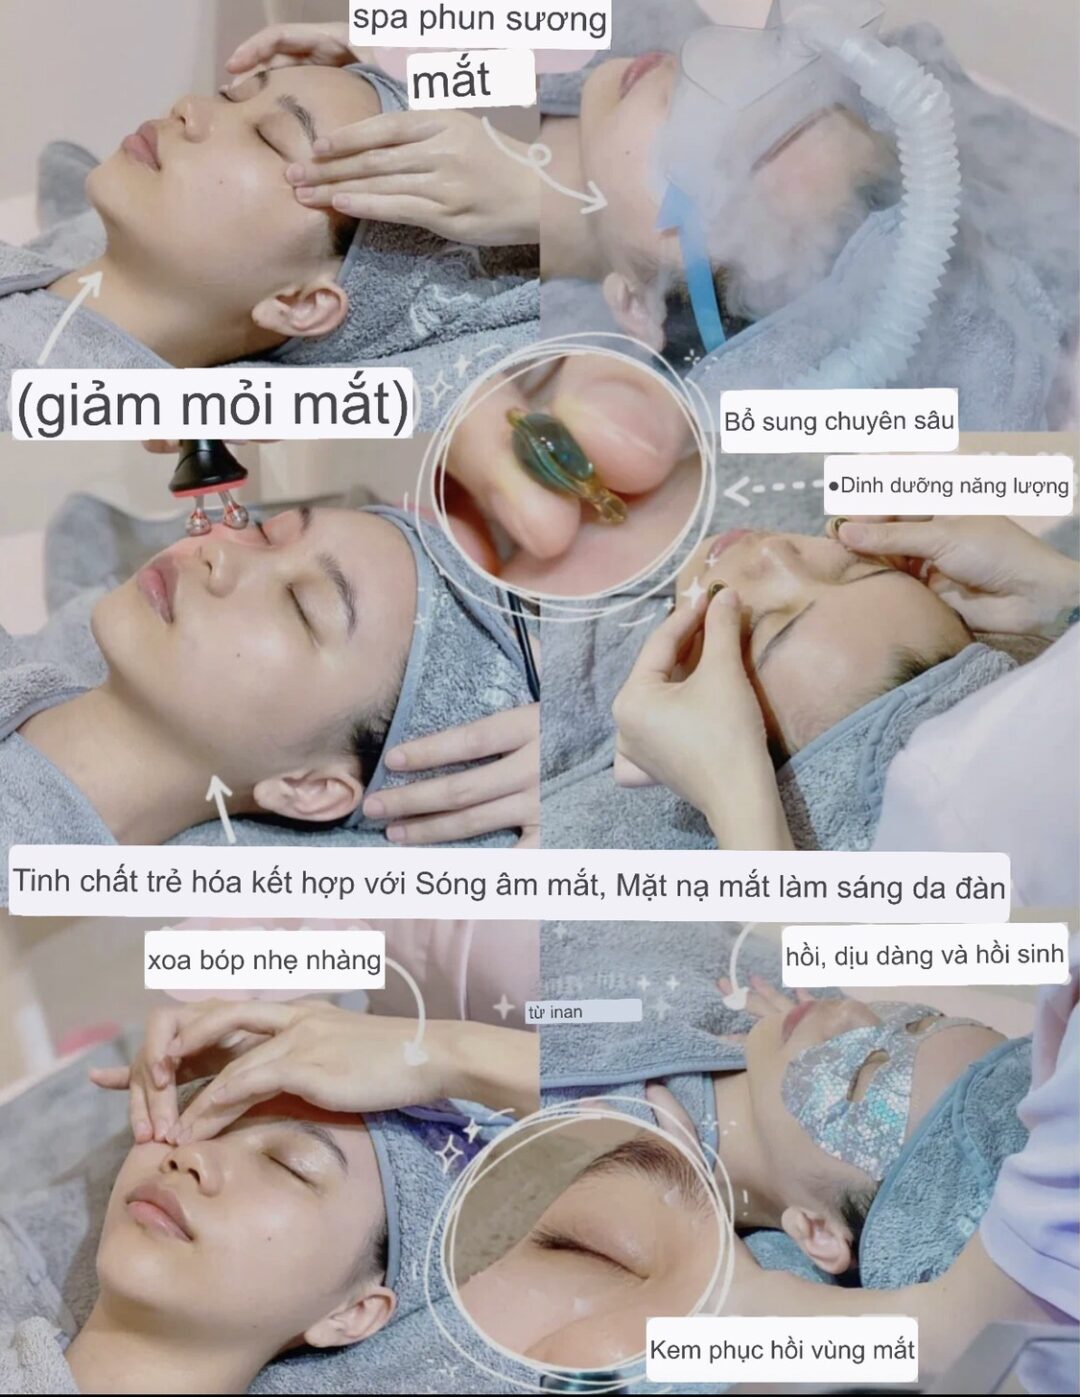 spa phun sương
mắt
(giảm mỏi mắt)
Bổ sung chuyên sâu
●Dinh dưỡng năng lượng
Tinh chất trẻ hóa kết hợp với Sóng âm mắt, Mặt nạ mắt làm sáng da đàn
xoa bóp nhẹ nhàng
hồi, dịu dàng và hồi sinh
từ inan
Kem phục hồi vùng mắt